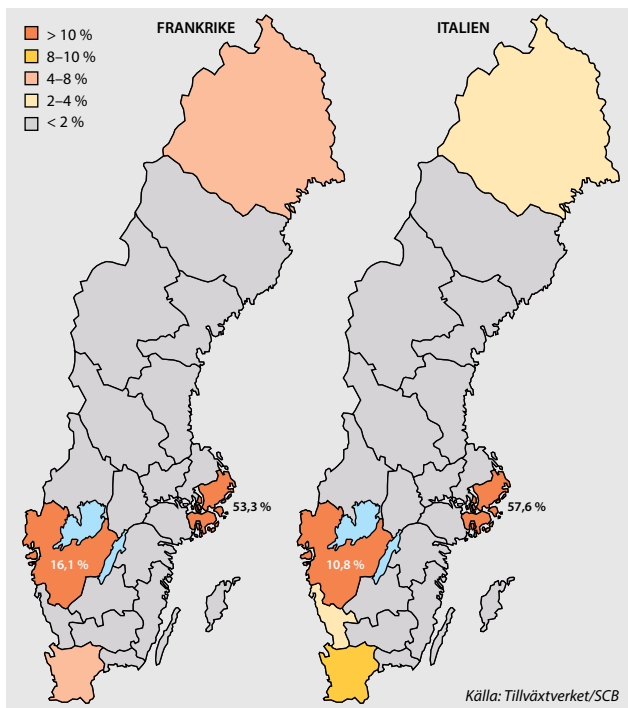 FRANKRIKE
ITALIEN
> 10 %
8–10 %
4–8 %
2–4 %
< 2 %
53,3 %
57,6 %
16,1 %
10,8 %
Källa: Tillväxtverket/SCB